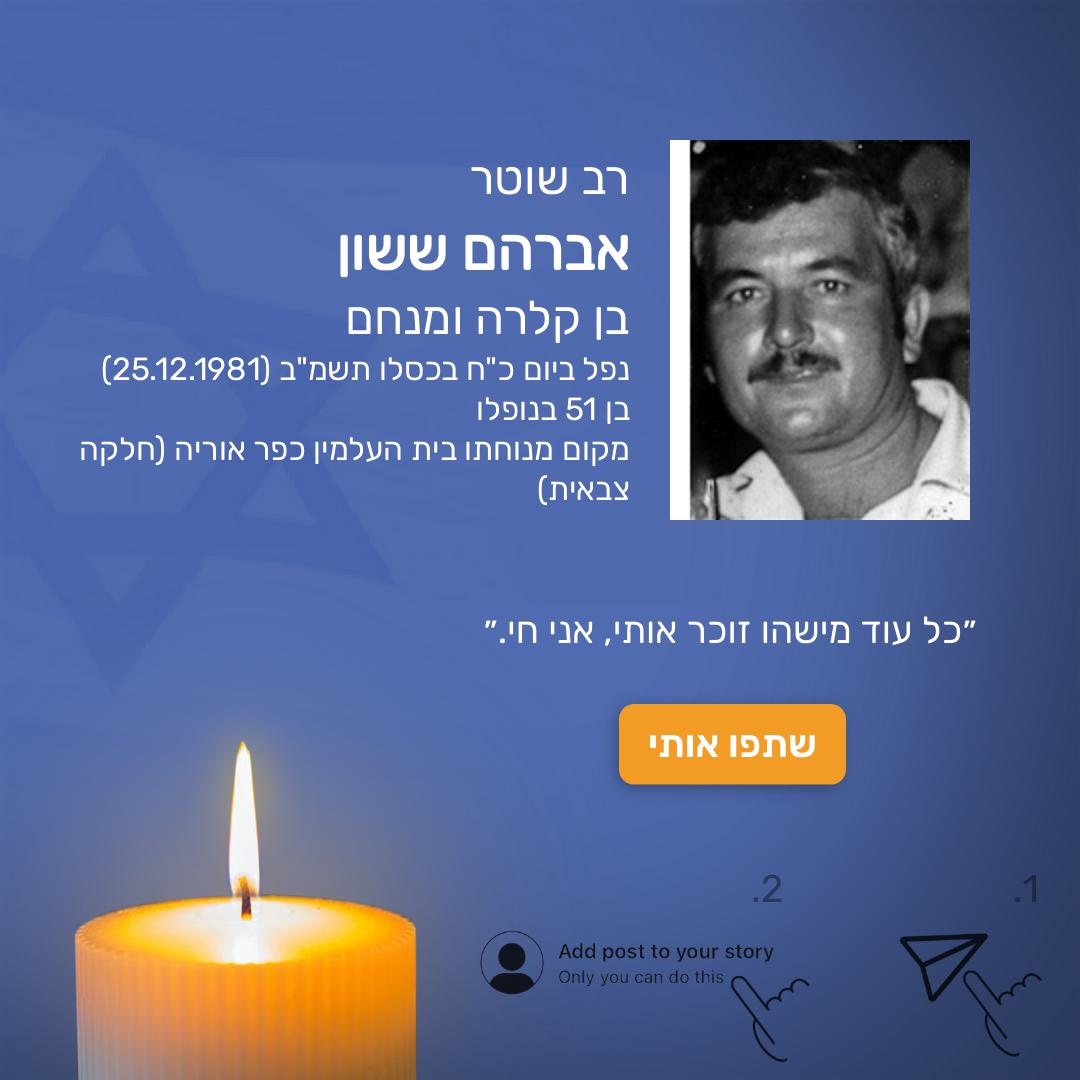 רב שוטר
אברהם ששון
בן קלרה ומנחם
נפל ביום כ"ח בכסלו תשמ"ב (25.12.1981)
בן 51 בנופלו
מקום מנוחתו בית העלמין כפר אוריה (חלקה
צבאית)
״כל עוד מישהו זוכר אותי, אני חי.״
שתפו אותי
.1
.2
Add post to your story
Only you can do this